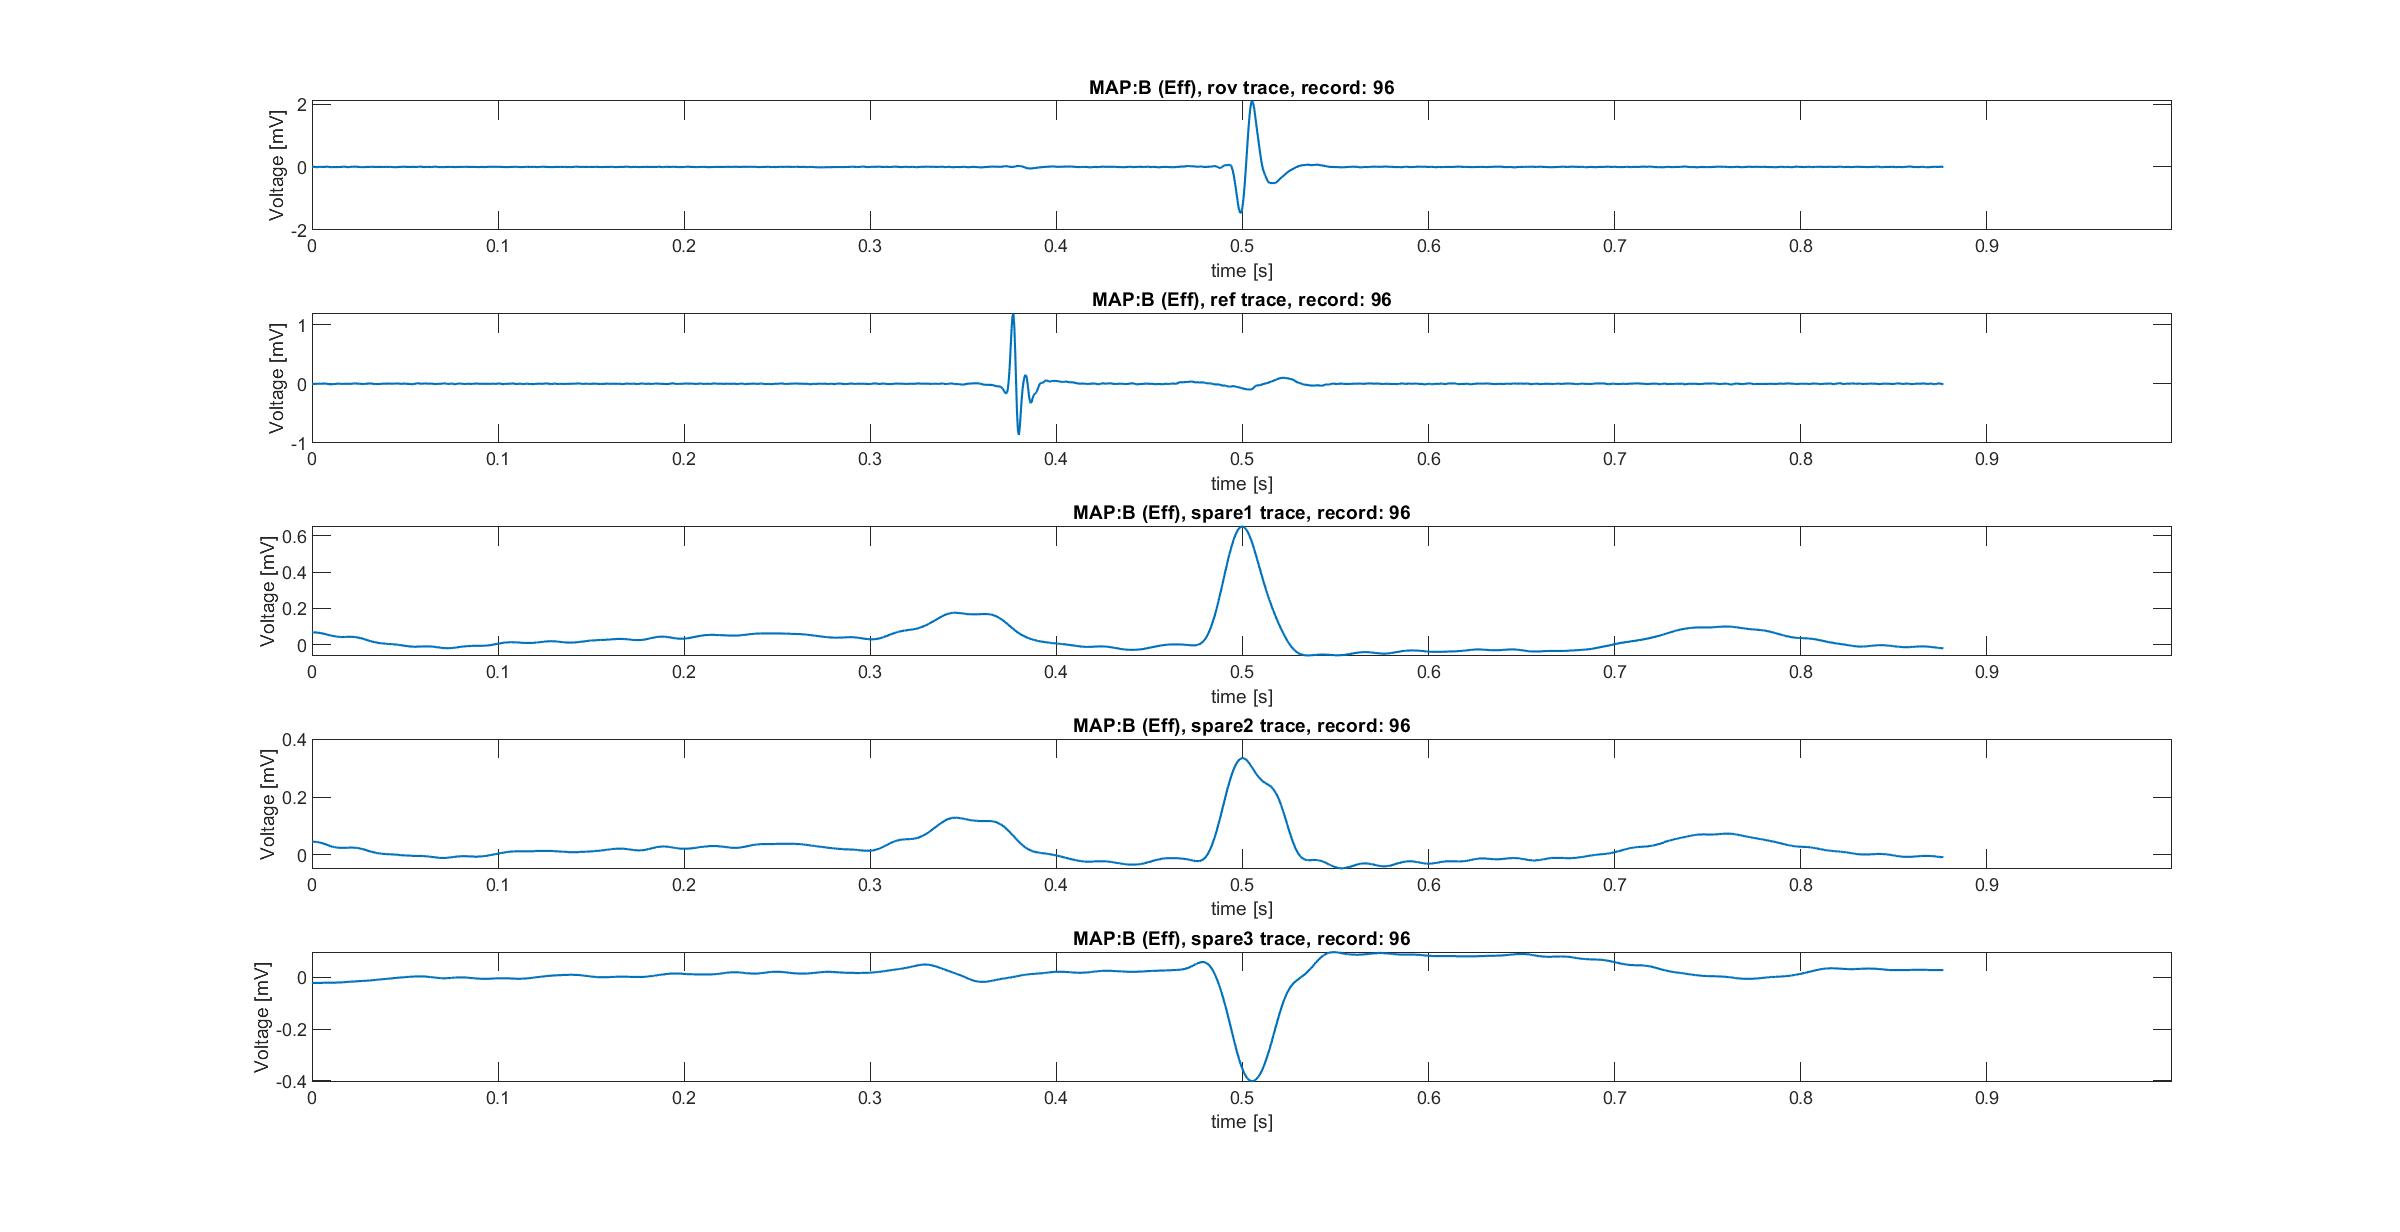 MAP:B (Eff), rov trace, record: 96
Voltage [mV]
2
0
-2
0 0.1 0.2 0.3 0.4 0.5 0.6 0.7 0.8 0.9
time [s]
MAP:B (Eff), ref trace, record: 96
Voltage [mV]
1
0
-1
0 0.1 0.2 0.3 0.4 0.5 0.6 0.7 0.8 0.9
time [s]
MAP:B (Eff), spare1 trace, record: 96
Voltage [mV]
0.6
0.4
0.2
0
0 0.1 0.2 0.3 0.4 0.5 0.6 0.7 0.8 0.9
time [s]
MAP:B (Eff), spare2 trace, record: 96
Voltage [mV]
0.4
0.2
0
0 0.1 0.2 0.3 0.4 0.5 0.6 0.7 0.8 0.9
time [s]
MAP:B (Eff), spare3 trace, record: 96
Voltage [mV]
0
-0.2
-0.4
0 0.1 0.2 0.3 0.4 0.5 0.6 0.7 0.8 0.9
time [s]